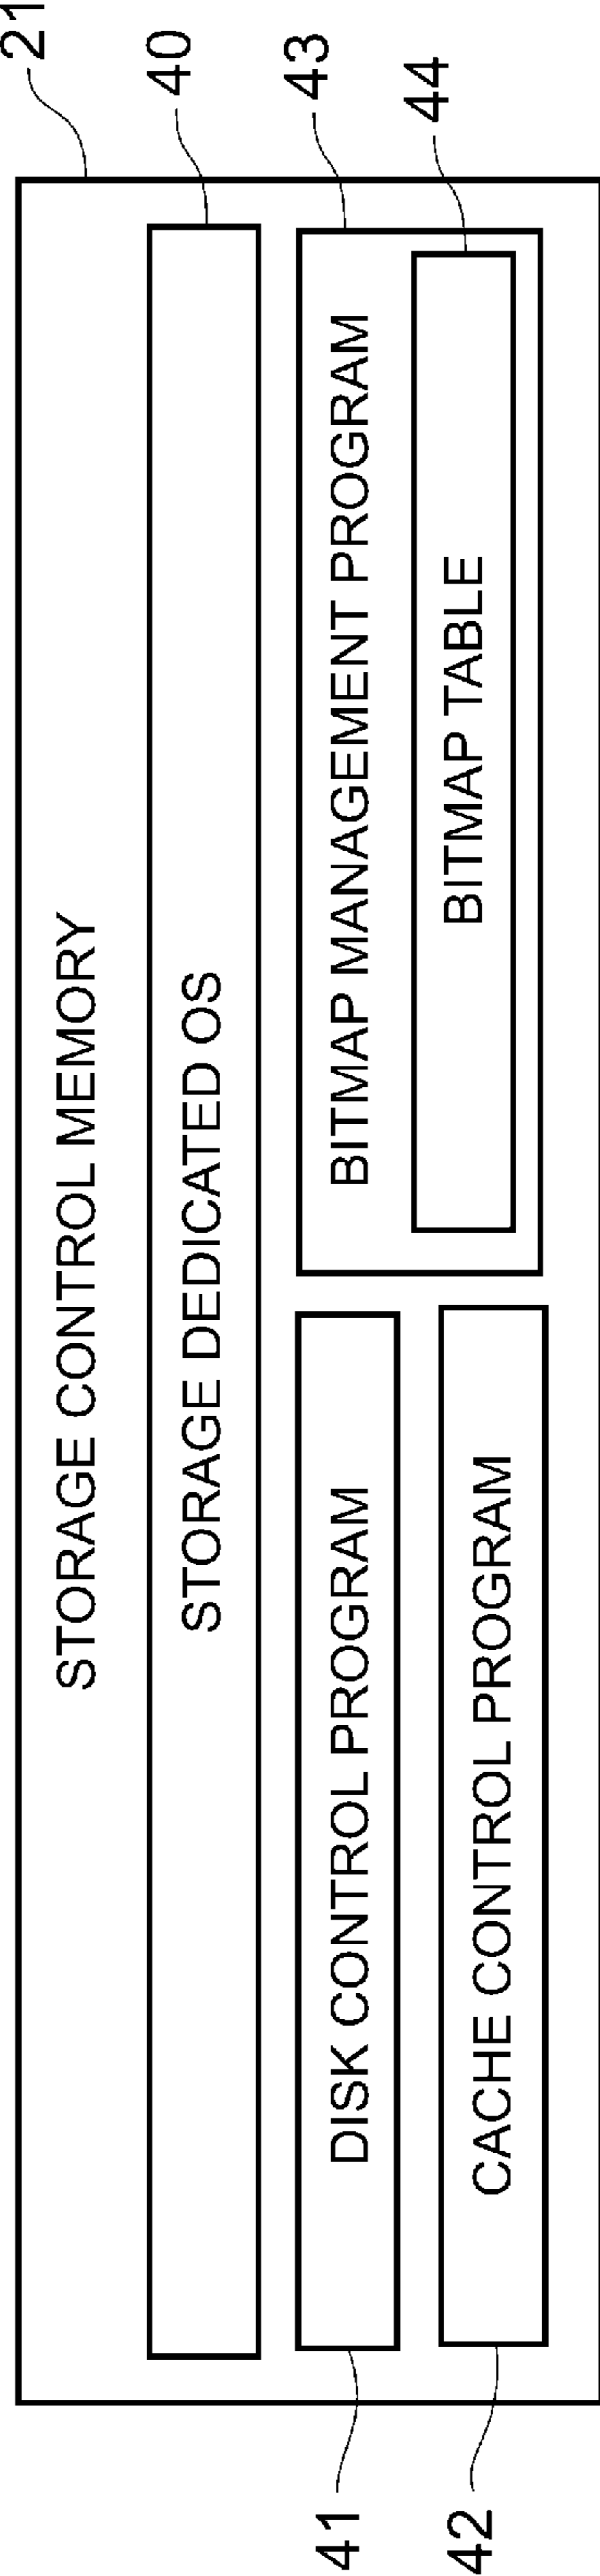 21
STORAGE CONTROL MEMORY
40
STORAGE DEDICATED OS
41
DISK CONTROL PROGRAM
42
CACHE CONTROL PROGRAM
43
BITMAP MANAGEMENT PROGRAM
44
BITMAP TABLE